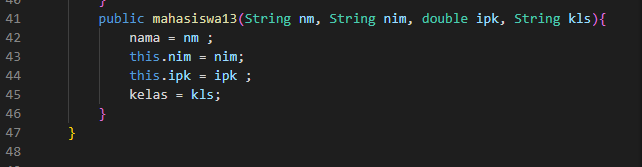 40 }
41 public mahasiswa13(String nm, String nim, double ipk, String kls){
42 nama = nm ;
43 this.nim = nim;
44 this.ipk = ipk ;
45 kelas = kls;
46 }
47 }
48